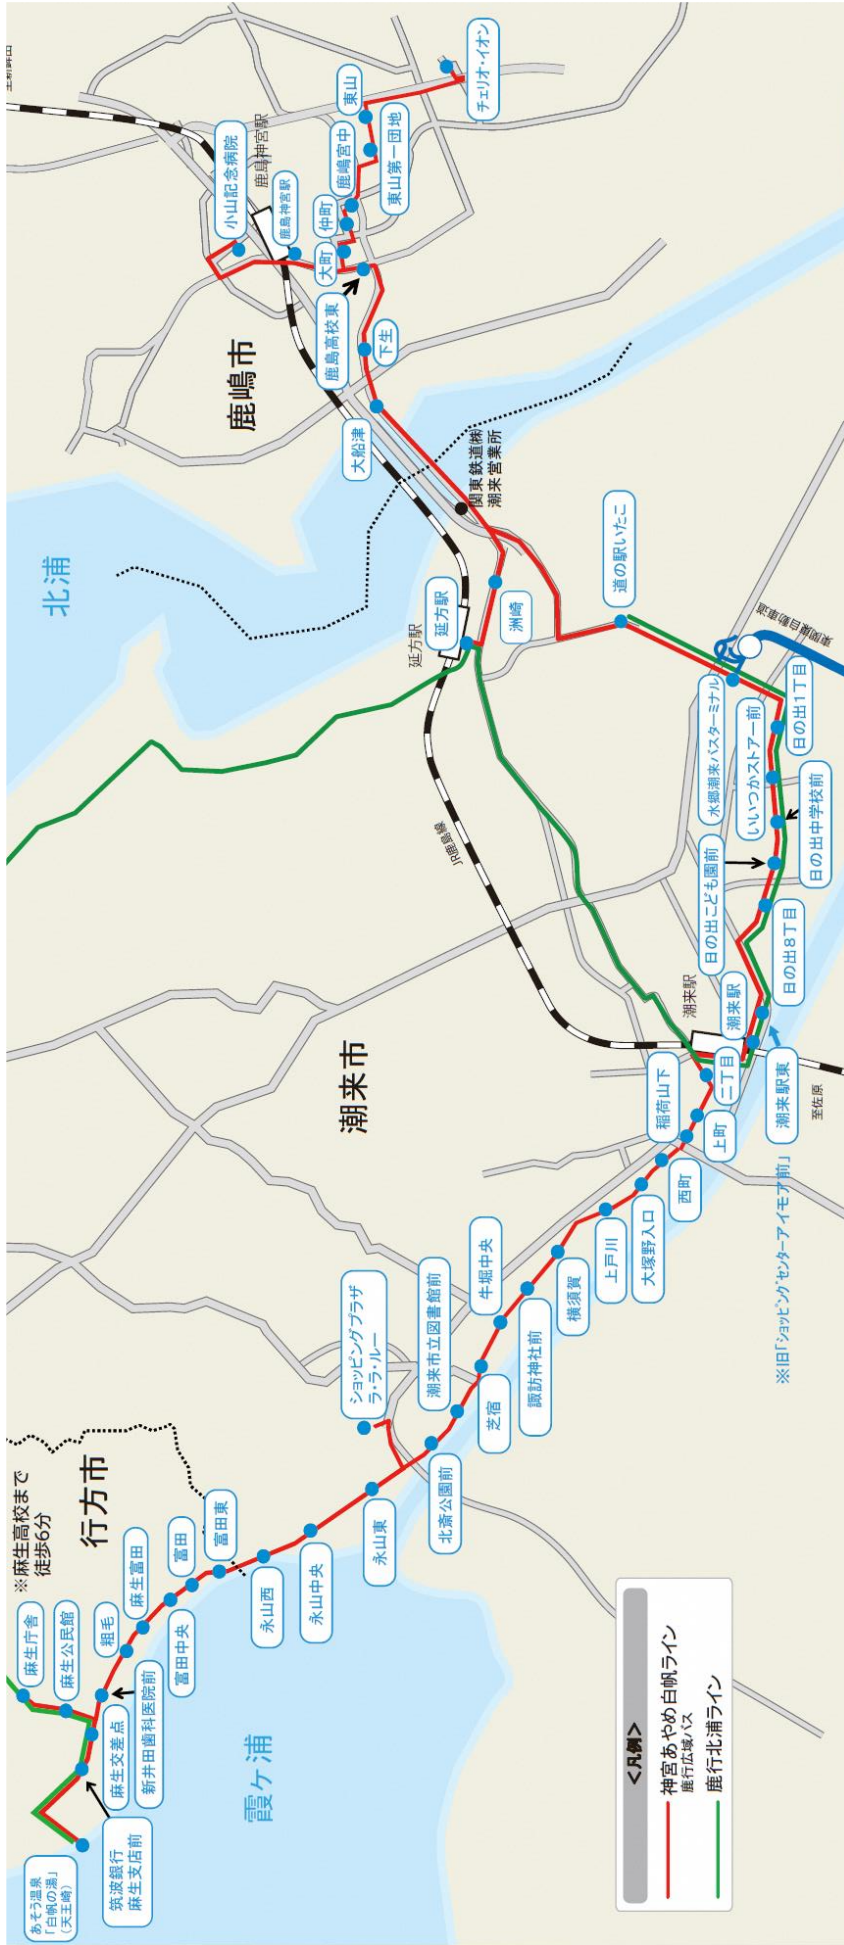 ※麻生高校まで
徒歩6分
行方市
麻生庁舎
麻生公民館
あそう温泉
「白帆の湯」
(天王崎)
筑波銀行
麻生支店前
麻生交差点
新井田歯科医院前
粗毛
麻生富田
富田中央
富田
富田東
永山西
永山中央
永山東
霞ヶ浦
ショッピングプラザ
ラ・ラ・ルー
北斎公園前
潮来市立図書館前
芝宿
牛堀中央
諏訪神社前
横須賀
上戸川
大塚野入口
西町
稲荷山下
上町
二丁目
潮来市
潮来駅
潮来駅
潮来駅東
※旧「ショッピングセンターアイモア前」
至佐原
日の出8丁目
日の出こども園前
日の出中学校前
いいつかストアー前
日の出1丁目
水郷潮来バスターミナル
東関東自動車道
道の駅いたこ
JR鹿島線
延方駅
延方駅
洲崎
北浦
関東鉄道㈱
潮来営業所
大船津
下生
鹿嶋市
鹿島高校東
大町
仲町
鹿嶋宮中
鹿島神宮駅
鹿島神宮駅
小山記念病院
東山第一団地
東山
チェリオ・イオン
<凡例>
神宮あやめ白帆ライン
鹿行広域バス
鹿行北浦ライン